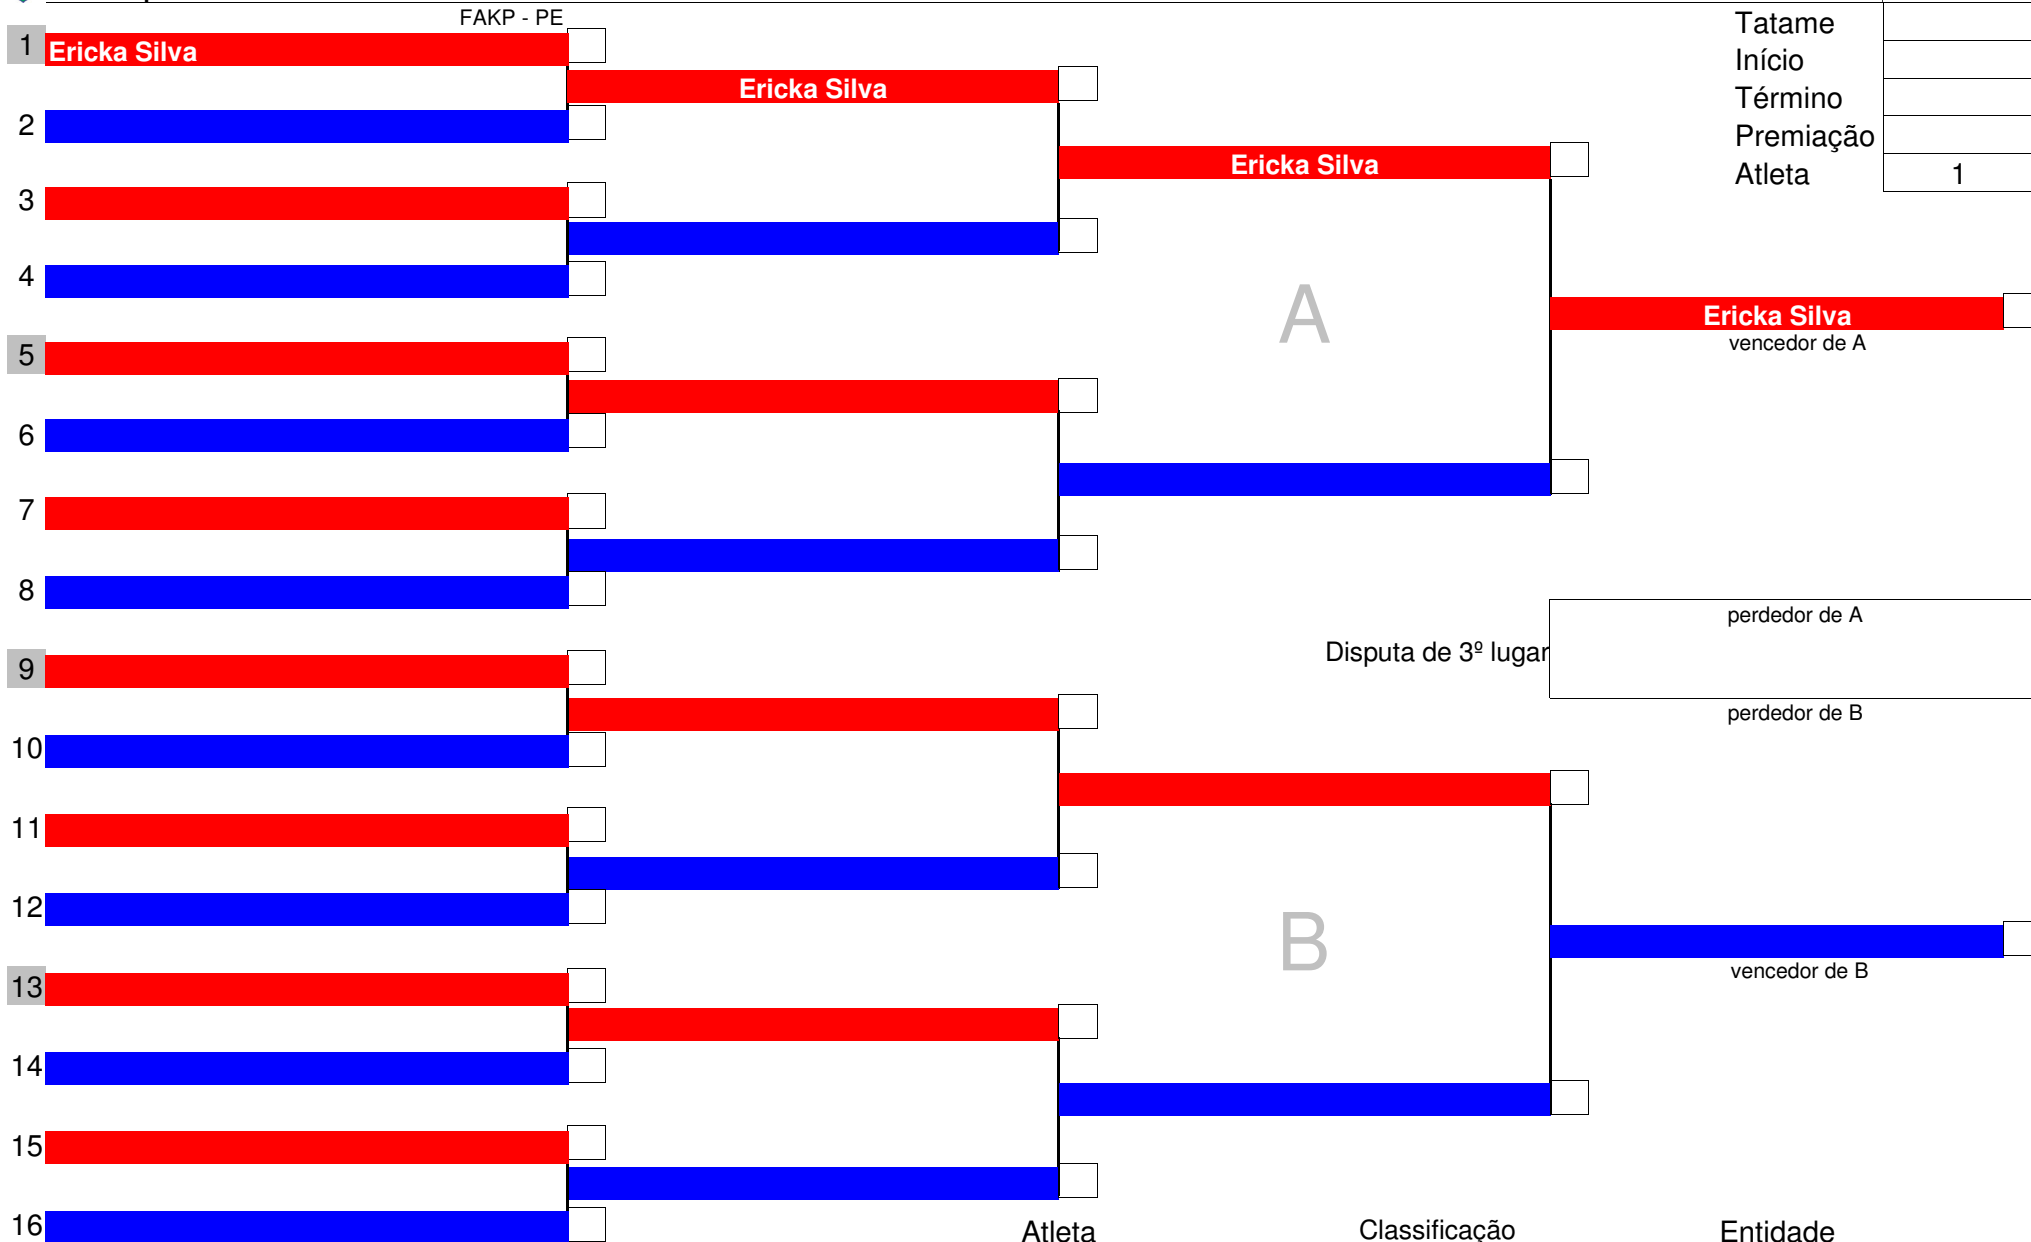 FAKP - PE
Tatame
1 Ericka Silva
Início
Ericka Silva
Término
2
Premiação
Ericka Silva
Atleta 1
3
4
A
Ericka Silva
vencedor de A
5
6
7
8
perdedor de A
Disputa de 3º lugar
9
perdedor de B
10
11
12
B
vencedor de B
13
14
15
16
Atleta Classificação Entidade